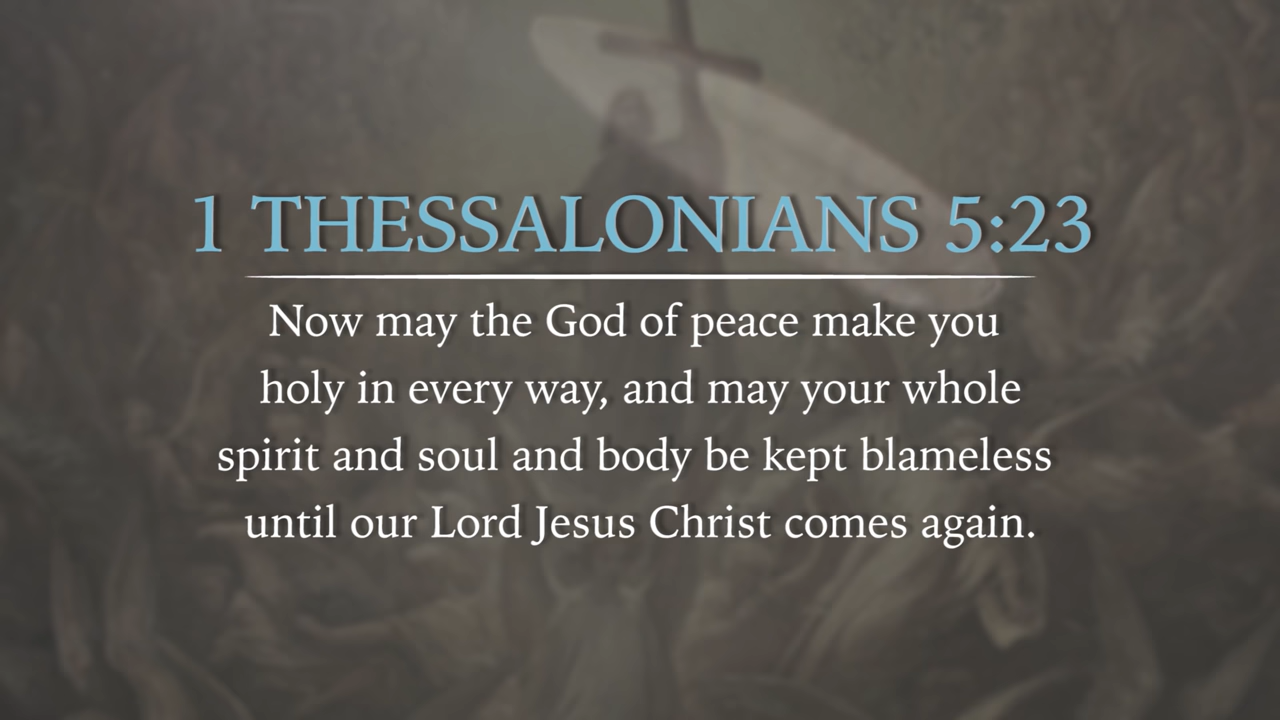 1 THESSALONIANS 5:23
Now may the God of peace make you
holy in every way, and may your whole
spirit and soul and body be kept blameless
until our Lord Jesus Christ comes again.